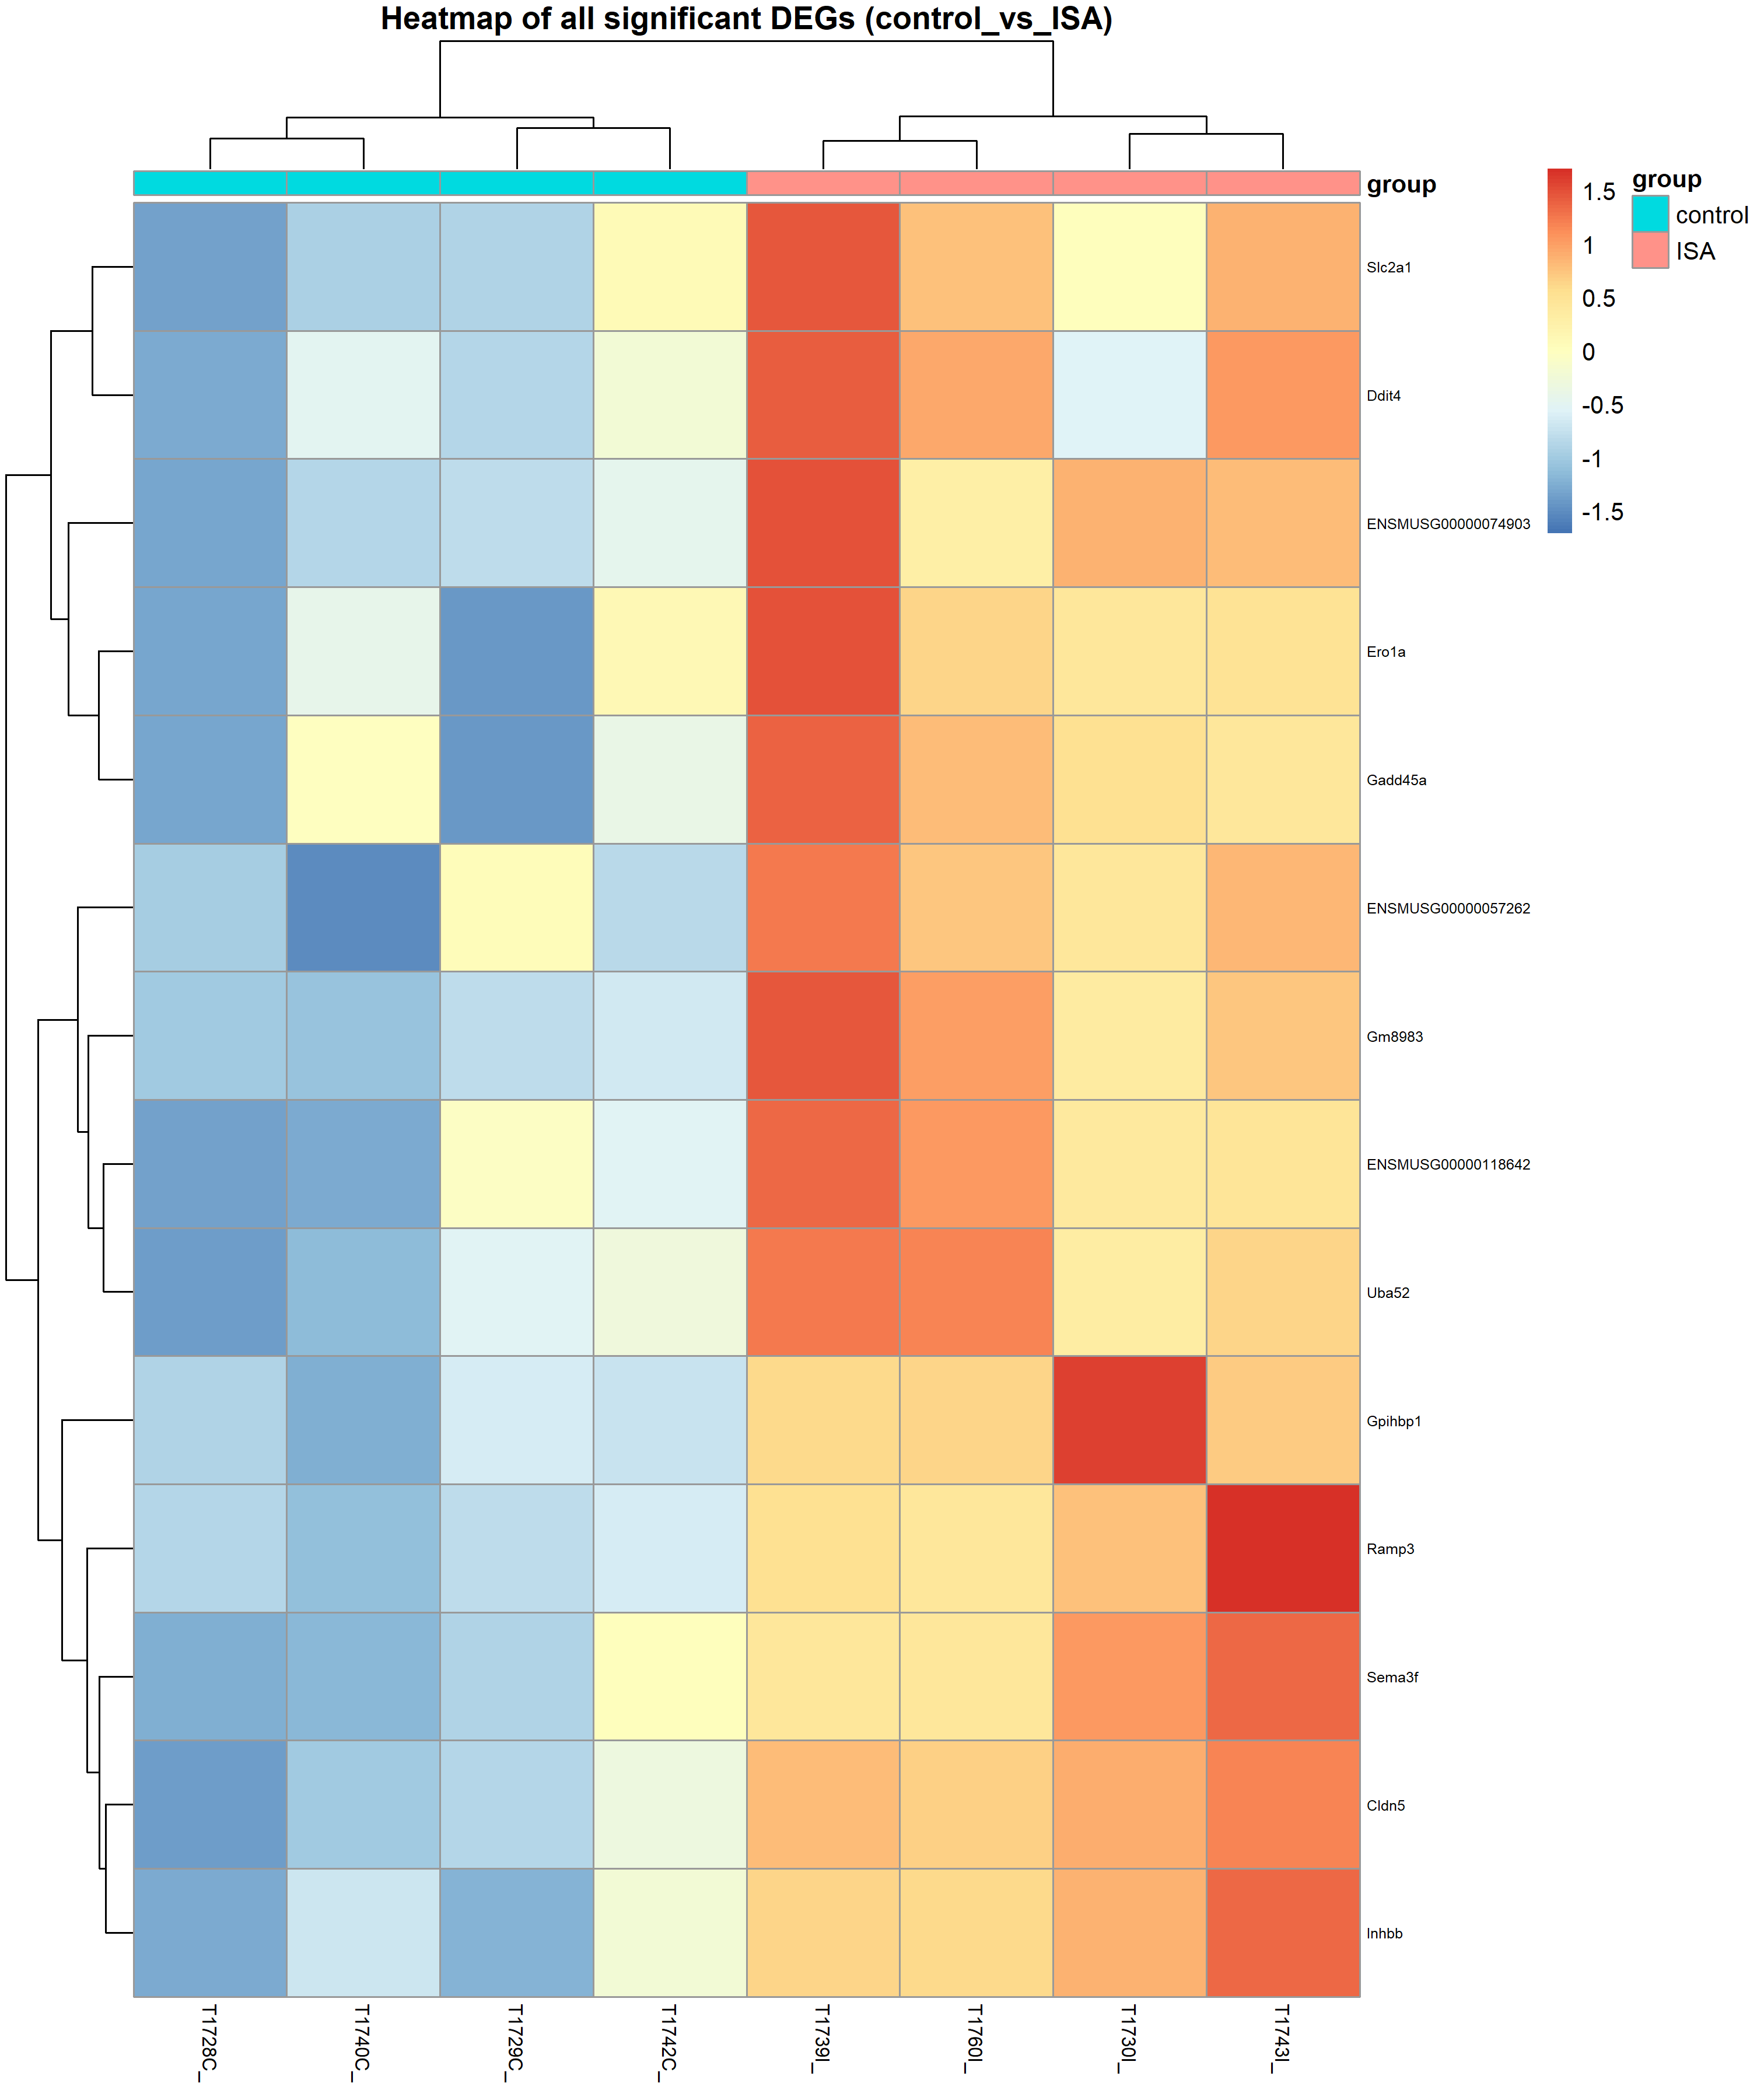 Heatmap of all significant DEGs (control_vs_ISA)
group
group
control
ISA
1.5
1
0.5
0
-0.5
-1
-1.5
Slc2a1
Ddit4
ENSMUSG00000074903
Ero1a
Gadd45a
ENSMUSG00000057262
Gm8983
ENSMUSG00000118642
Uba52
Gpihbp1
Ramp3
Sema3f
Cldn5
Inhbb
T1728C_
T1740C_
T1729C_
T1742C_
T1739I_
T1760I_
T1730I_
T1743I_